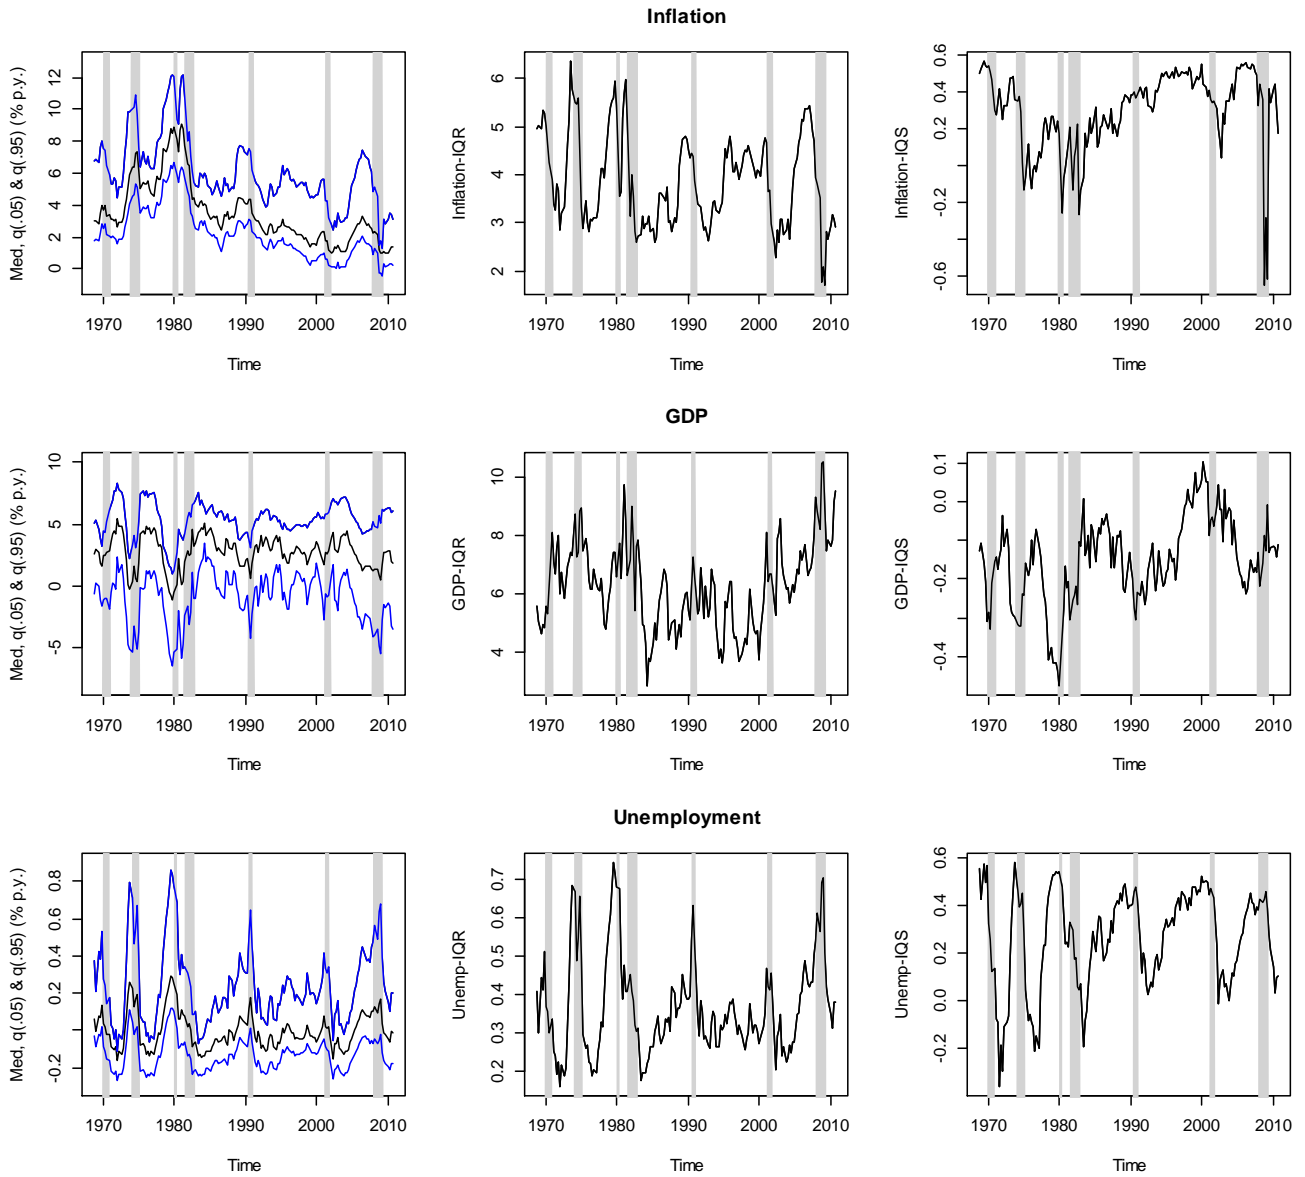 Inflation
Med, q(.05) & q(.95) (% p.y.)
0 2 4 6 8 10 12
1970 1980 1990 2000 2010
Time
Inflation-IQR
2 3 4 5 6
1970 1980 1990 2000 2010
Time
Inflation-IQS
-0.6 -0.2 0.2 0.4 0.6
1970 1980 1990 2000 2010
Time
GDP
Med, q(.05) & q(.95) (% p.y.)
-5 0 5 10
1970 1980 1990 2000 2010
Time
GDP-IQR
4 6 8 10
1970 1980 1990 2000 2010
Time
GDP-IQS
-0.4 -0.2 0.0 0.1
1970 1980 1990 2000 2010
Time
Unemployment
Med, q(.05) & q(.95) (% p.y.)
-0.2 0.2 0.4 0.6 0.8
1970 1980 1990 2000 2010
Time
Unemp-IQR
0.2 0.3 0.4 0.5 0.6 0.7
1970 1980 1990 2000 2010
Time
Unemp-IQS
-0.2 0.0 0.2 0.4 0.6
1970 1980 1990 2000 2010
Time